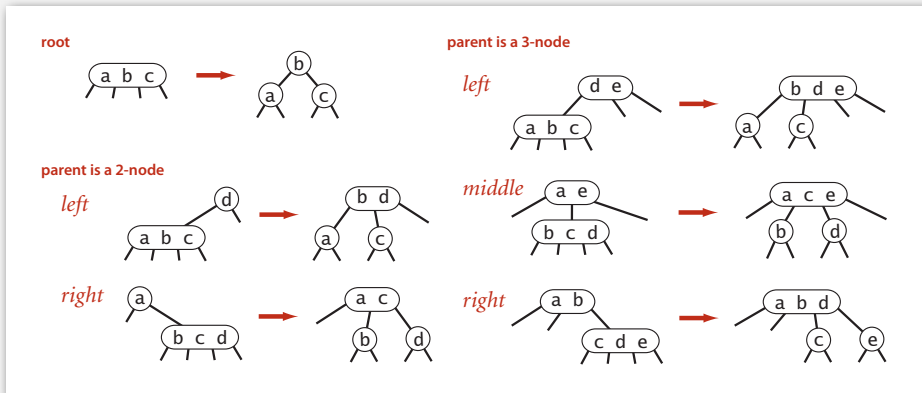 root
a b c
b
a
c
parent is a 2-node
left
d
a b c
b d
a
c
right
a
b c d
a c
b
d
parent is a 3-node
left
d e
a b c
b d e
a
c
middle
a e
b c d
a c e
b
d
right
a b
c d e
a b d
c
e